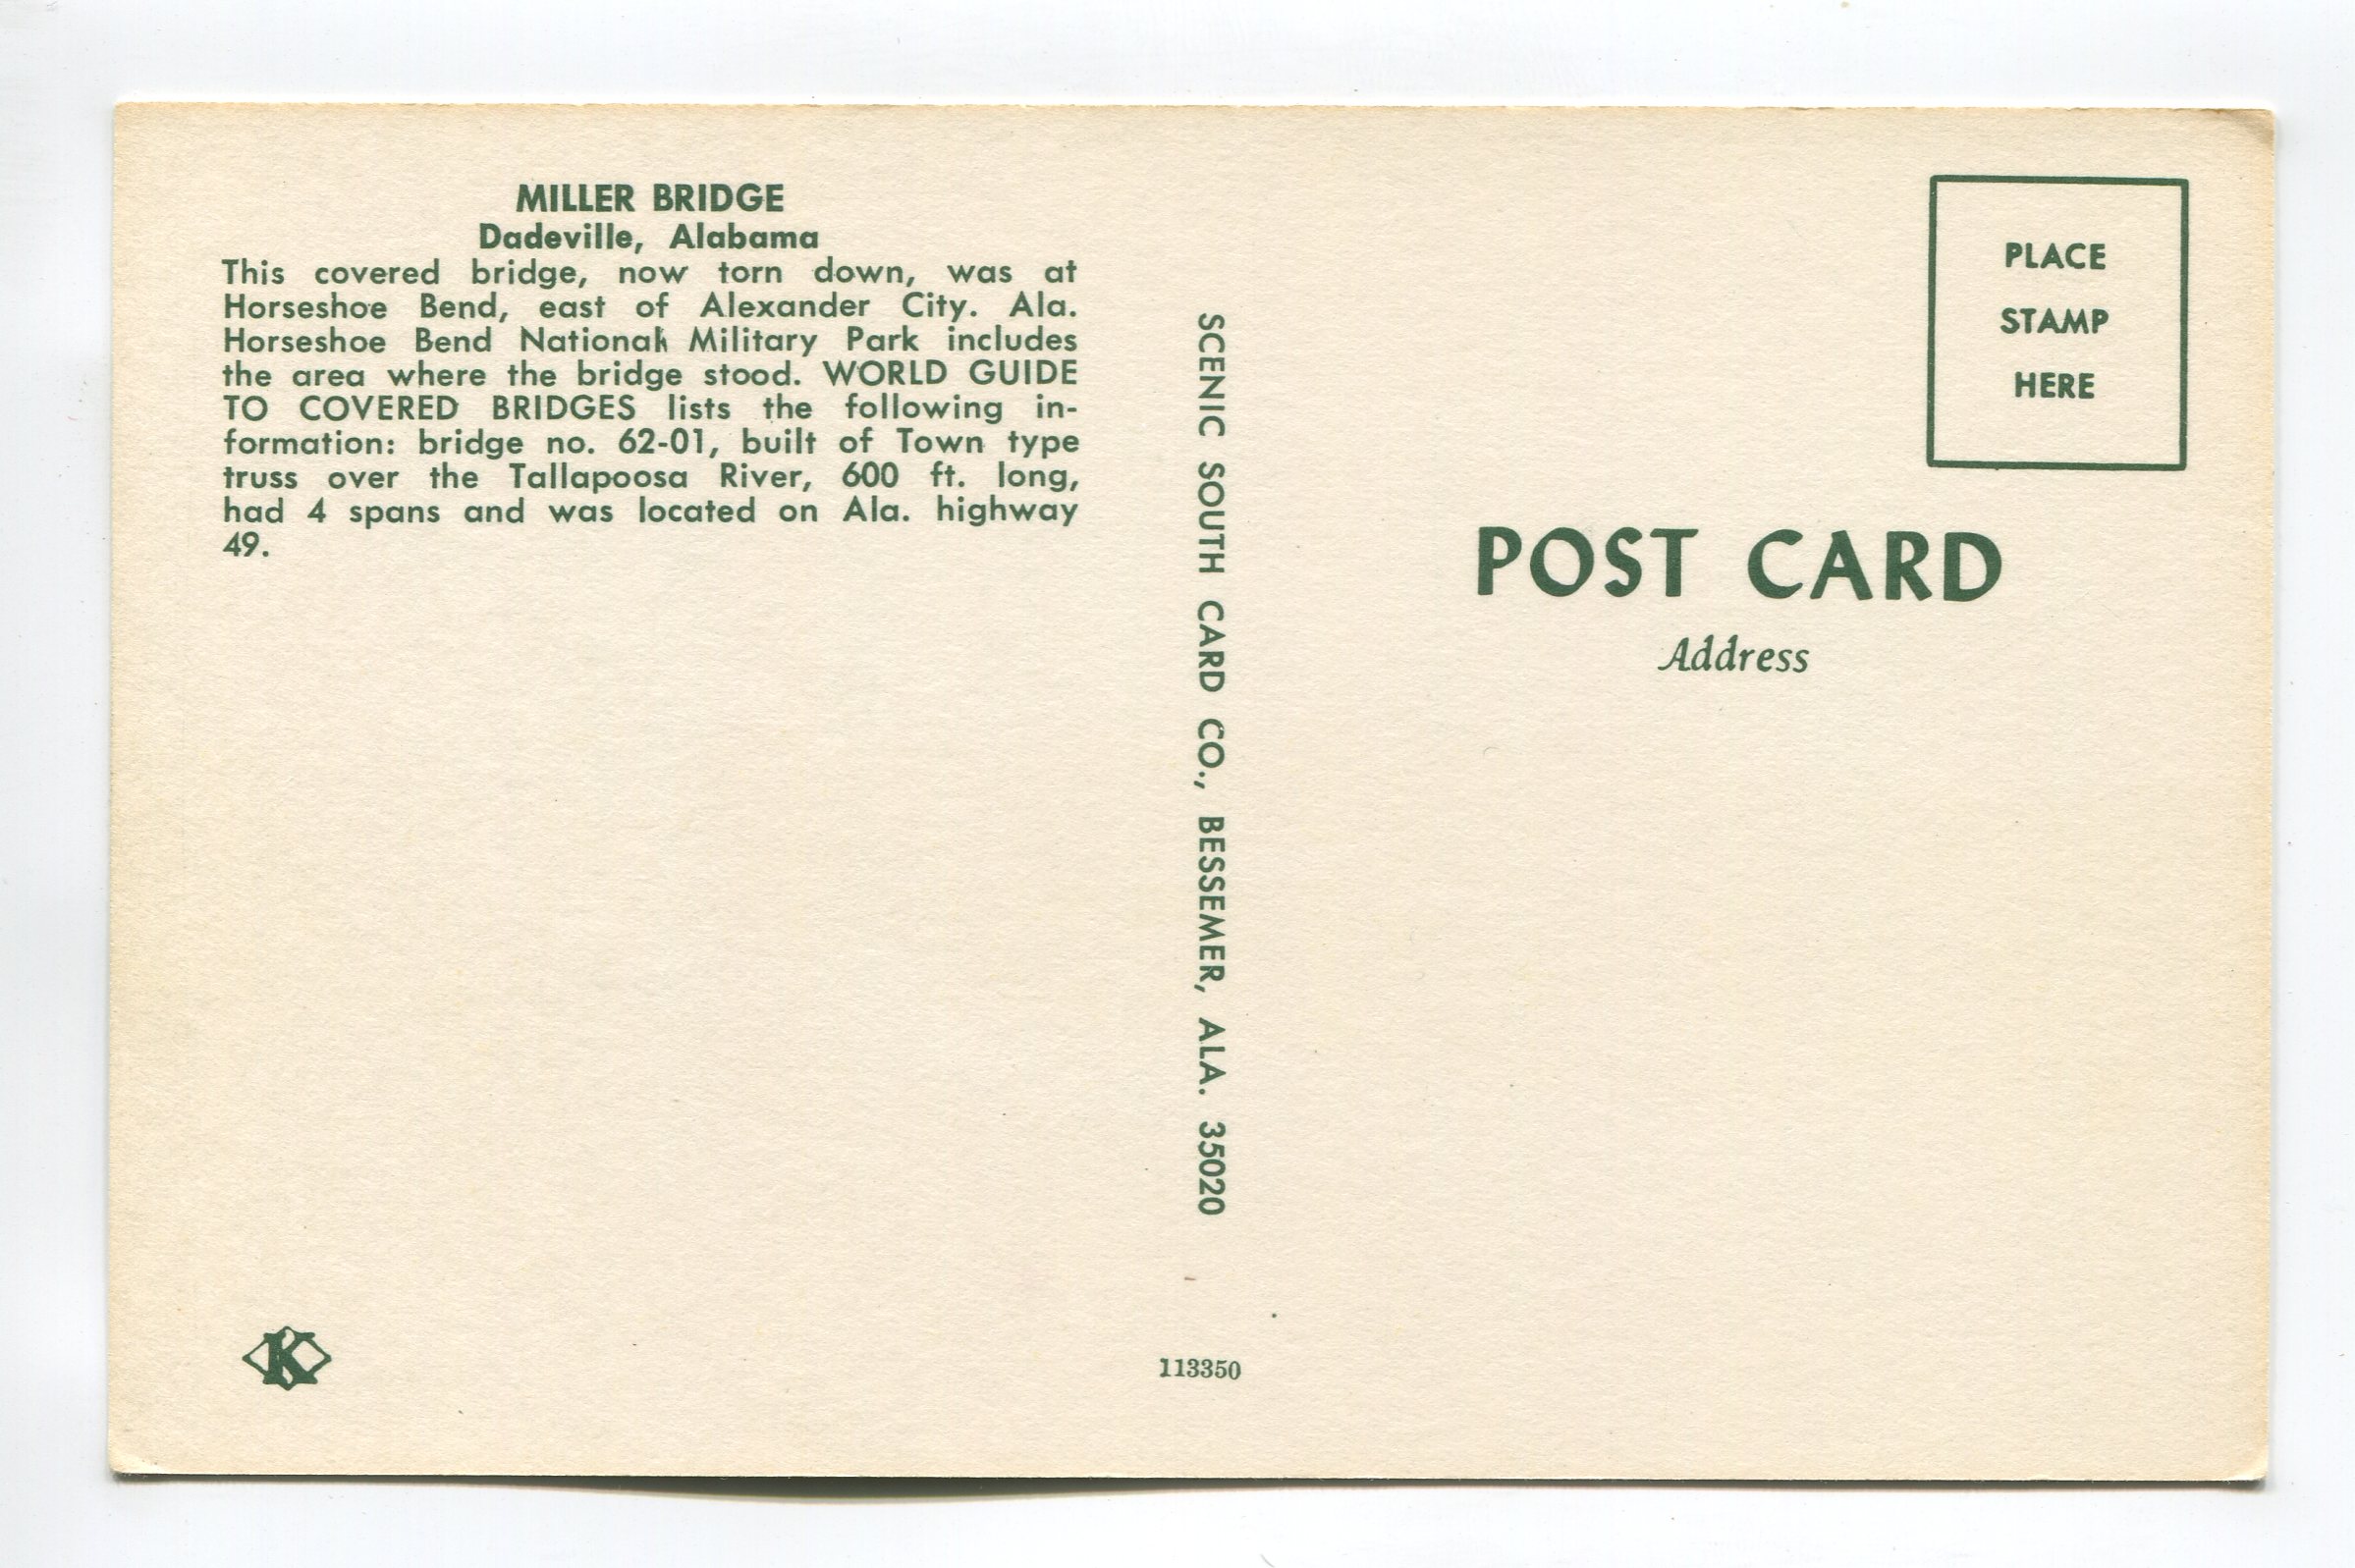 MILLER BRIDGE
Dadeville, Alabama
This covered bridge, now torn down, was at
Horseshoe Bend, east of Alexander City. Ala.
Horseshoe Bend National Military Park includes
the area where the bridge stood. WORLD GUIDE
TO COVERED BRIDGES lists the following in-
formation: bridge no. 62-01, built of Town type
truss over the Tallapoosa River, 600 ft. long,
had 4 spans and was located on Ala. highway
49.
K
SCENIC SOUTH CARD CO., BESSEMER, ALA. 35020
113350
PLACE
STAMP
HERE
POST CARD
Address